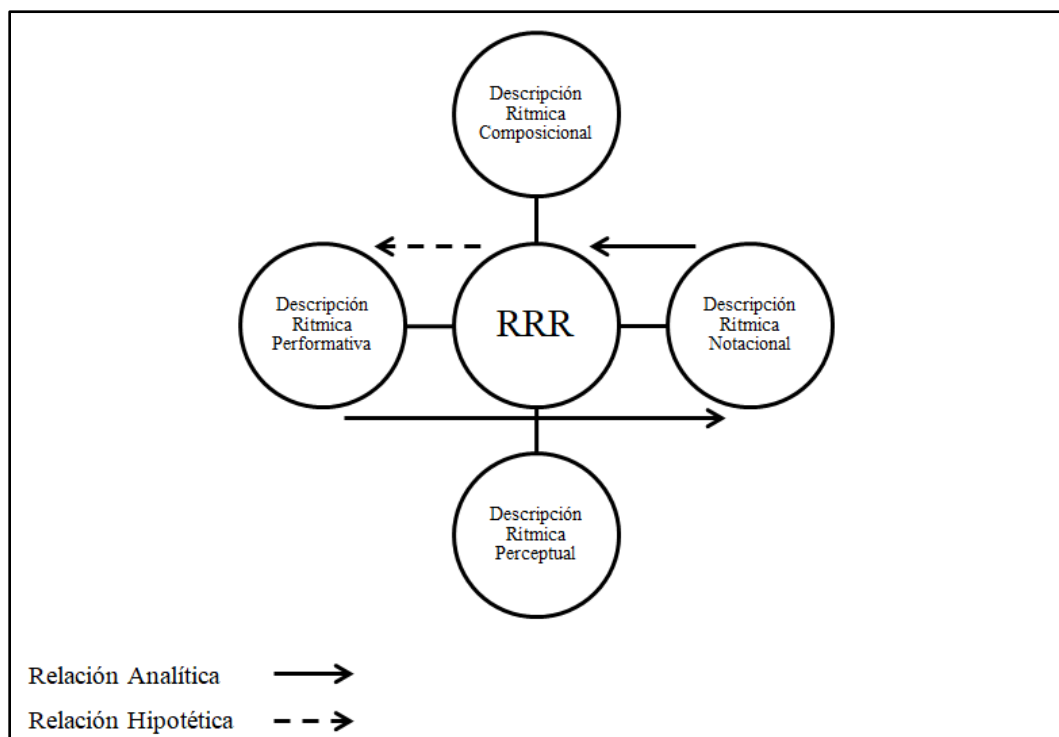 Descripción
Rítmica
Composicional
Descripción
Rítmica
Performativa
RRR
Descripción
Rítmica
Notacional
Descripción
Rítmica
Perceptual
Relación Analítica
Relación Hipotética